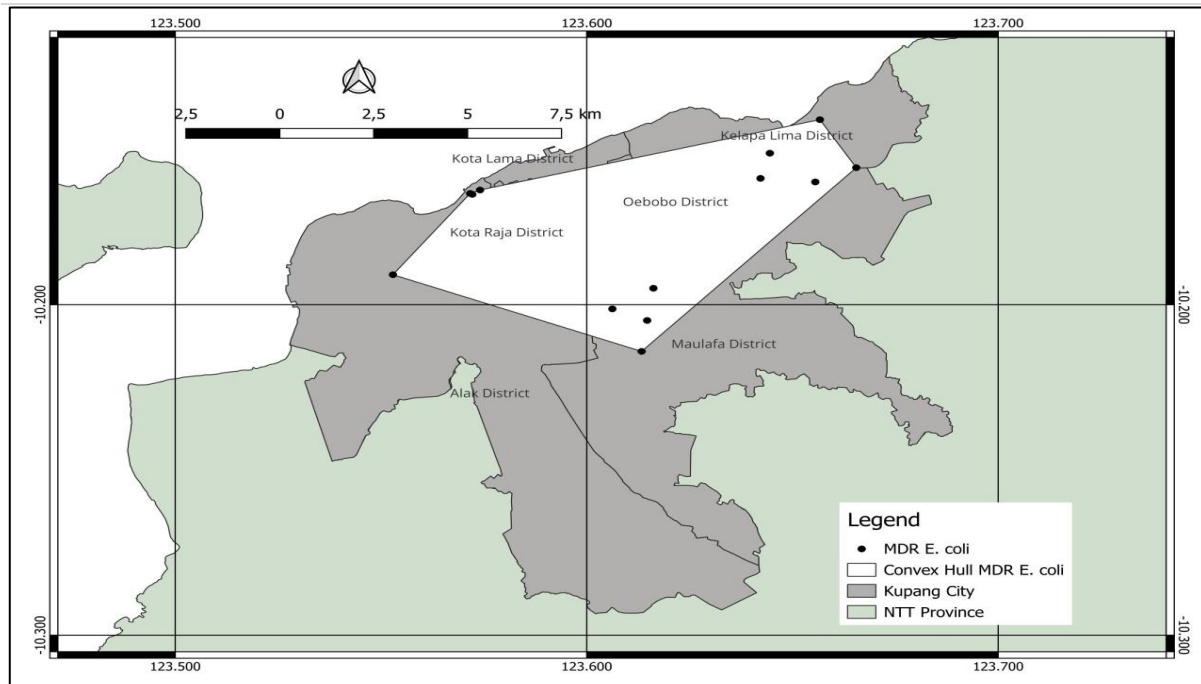 123.500 123.600 123.700
2,5 0 2,5 5 7,5 km
Kelapa Lima District
Kota Lama District
Oebobo District
Kota Raja District
-10.200 -10.200
Maulafa District
Alak District
Legend
MDR E. coli
Convex Hull MDR E. coli
Kupang City
NTT Province
-10.300 -10.300
123.500 123.600 123.700